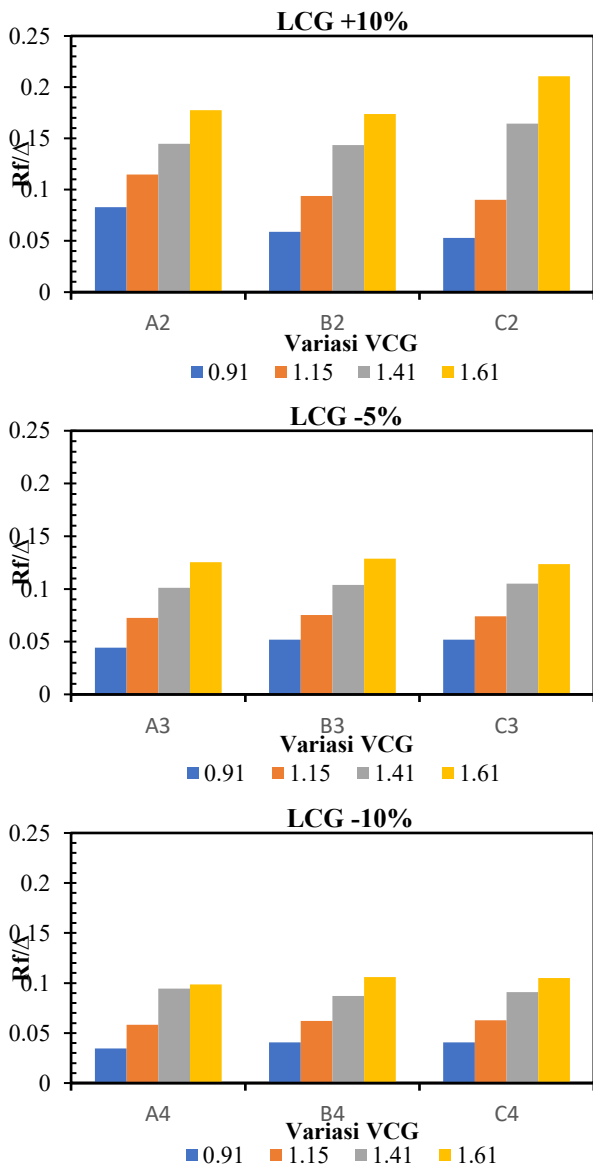 LCG +10%
0.25
0.2
0.15
0.1
0.05
0
Rf/Δ
A2 B2 C2
Variasi VCG
0.91 1.15 1.41 1.61
LCG -5%
0.25
0.2
0.15
0.1
0.05
0
Rf/Δ
A3 B3 C3
Variasi VCG
0.91 1.15 1.41 1.61
LCG -10%
0.25
0.2
0.15
0.1
0.05
0
Rf/Δ
A4 B4 C4
Variasi VCG
0.91 1.15 1.41 1.61